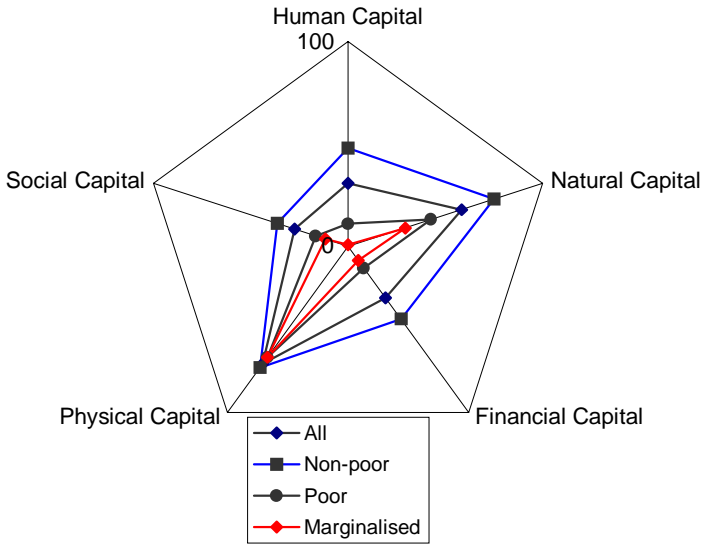 Human Capital
100
Social Capital
Natural Capital
0
Physical Capital
Financial Capital
All
Non-poor
Poor
Marginalised